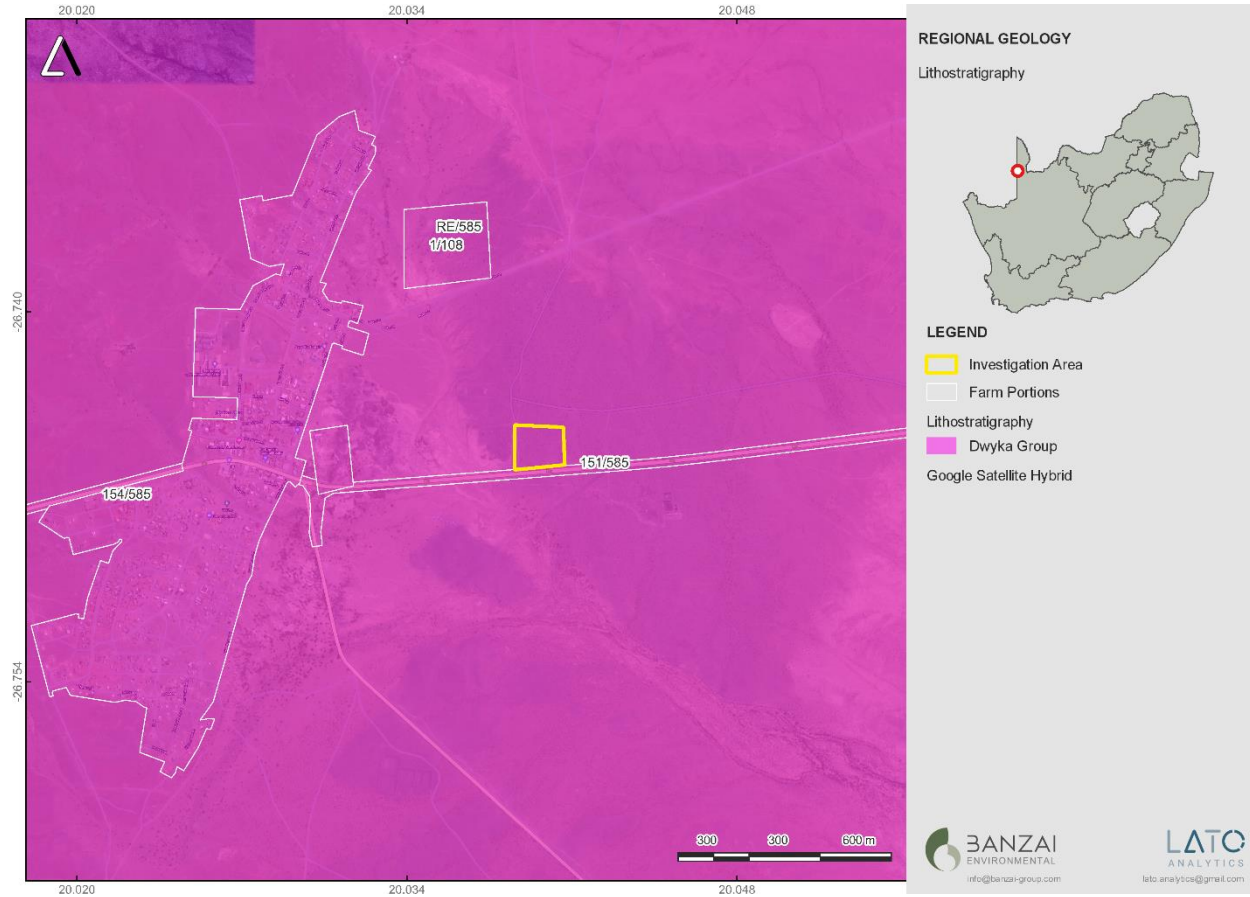 20.020
20.034
20.048
-26.740
-26.754
RE/585
1/108
151/585
154/585
300
300
600 m
20.020
20.034
20.048
REGIONAL GEOLOGY
Lithostratigraphy
LEGEND
Investigation Area
Farm Portions
Lithostratigraphy
Dwyka Group
Google Satellite Hybrid
BANZAI
ENVIRONMENTAL
info@banzai-group.com
LATO
ANALYTICS
lato.analytics@gmail.com